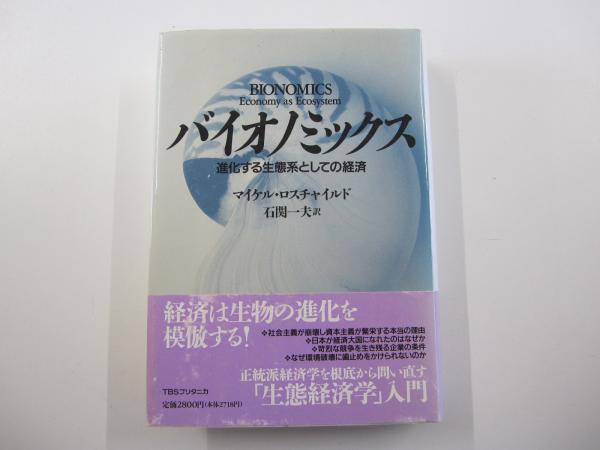 BIONOMICS
Economy as Ecosystem
バイオノミックス
進化する生態系としての経済
マイケル・ロスチャイルド
石関一夫訳
経済は生物の進化を
模倣する!
❖社会主義が崩壊し資本主義が繁栄する本当の理由
❖日本が経済大国になれたのはなぜか
❖苛烈な競争を生き残る企業の条件
❖なぜ環境破壊に歯止めをかけられないのか
正統派経済学を根底から問い直す
「生態経済学」入門
TBSブリタニカ
定価2800円(本体2718円)